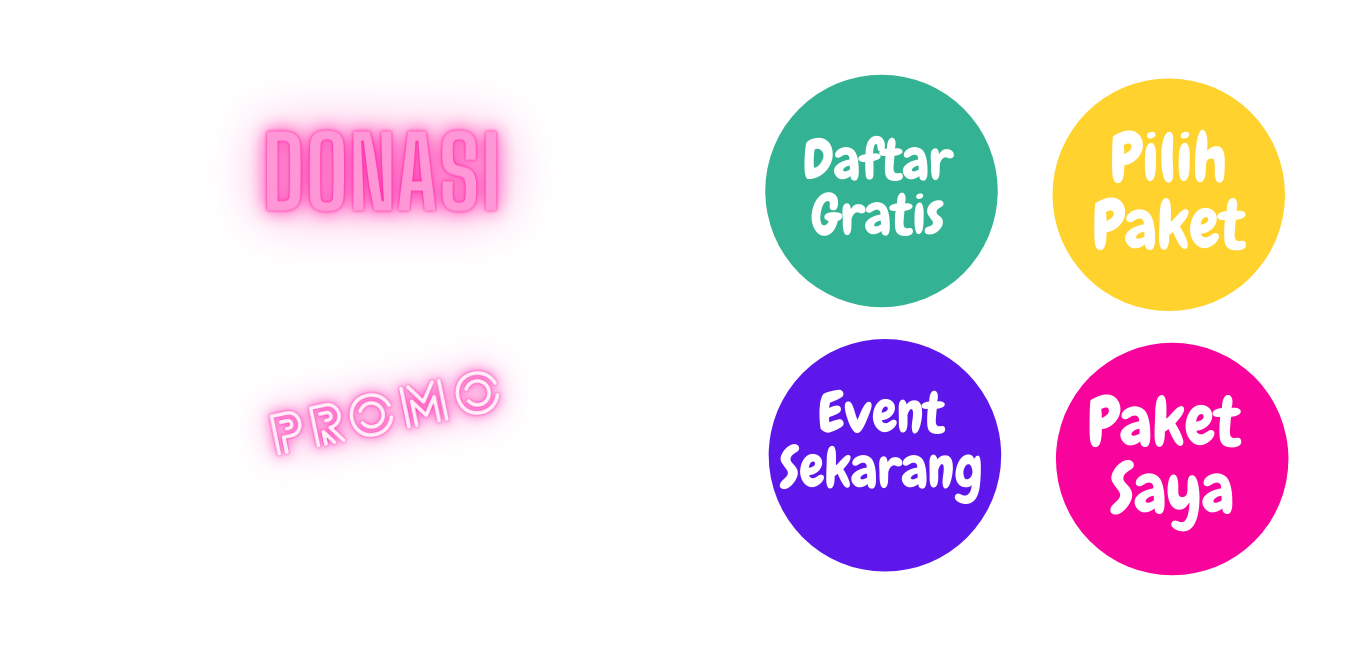 DONASI
PROMO
Daftar
Gratis
Pilih
Paket
Event
Sekarang
Paket
Saya